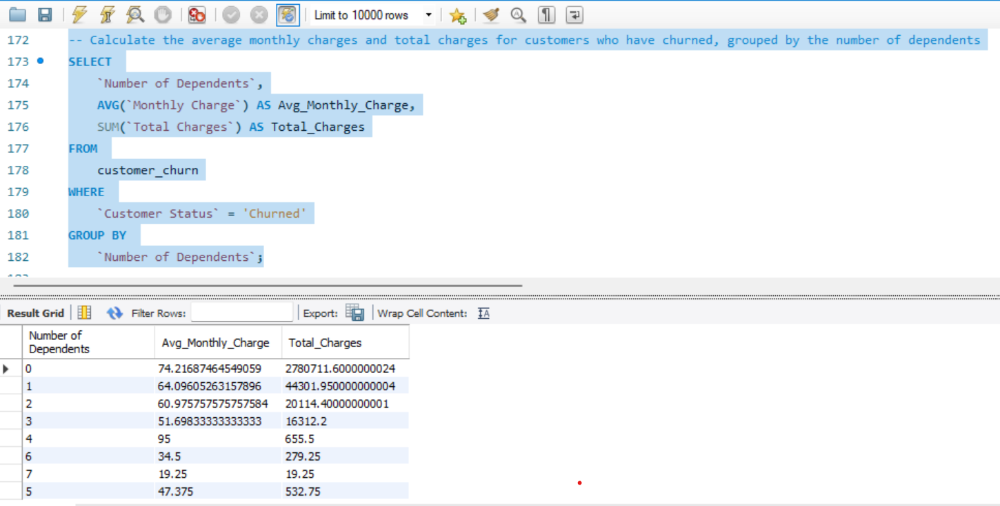 Limit to 10000 rows
172 -- Calculate the average monthly charges and total charges for customers who have churned, grouped by the number of dependents
173 SELECT
174 `Number of Dependents`,
175 AVG(`Monthly Charge`) AS Avg_Monthly_Charge,
176 SUM(`Total Charges`) AS Total_Charges
177 FROM
178 customer_churn
179 WHERE
180 `Customer Status` = 'Churned'
181 GROUP BY
182 `Number of Dependents`;
Result Grid Filter Rows: Export: Wrap Cell Content:
Number of
Dependents Avg_Monthly_Charge Total_Charges
0 74.21687464549059 2780711.6000000024
1 64.09605263157896 44301.950000000004
2 60.975757575757584 20114.40000000001
3 51.69833333333333 16312.2
4 95 655.5
6 34.5 279.25
7 19.25 19.25
5 47.375 532.75